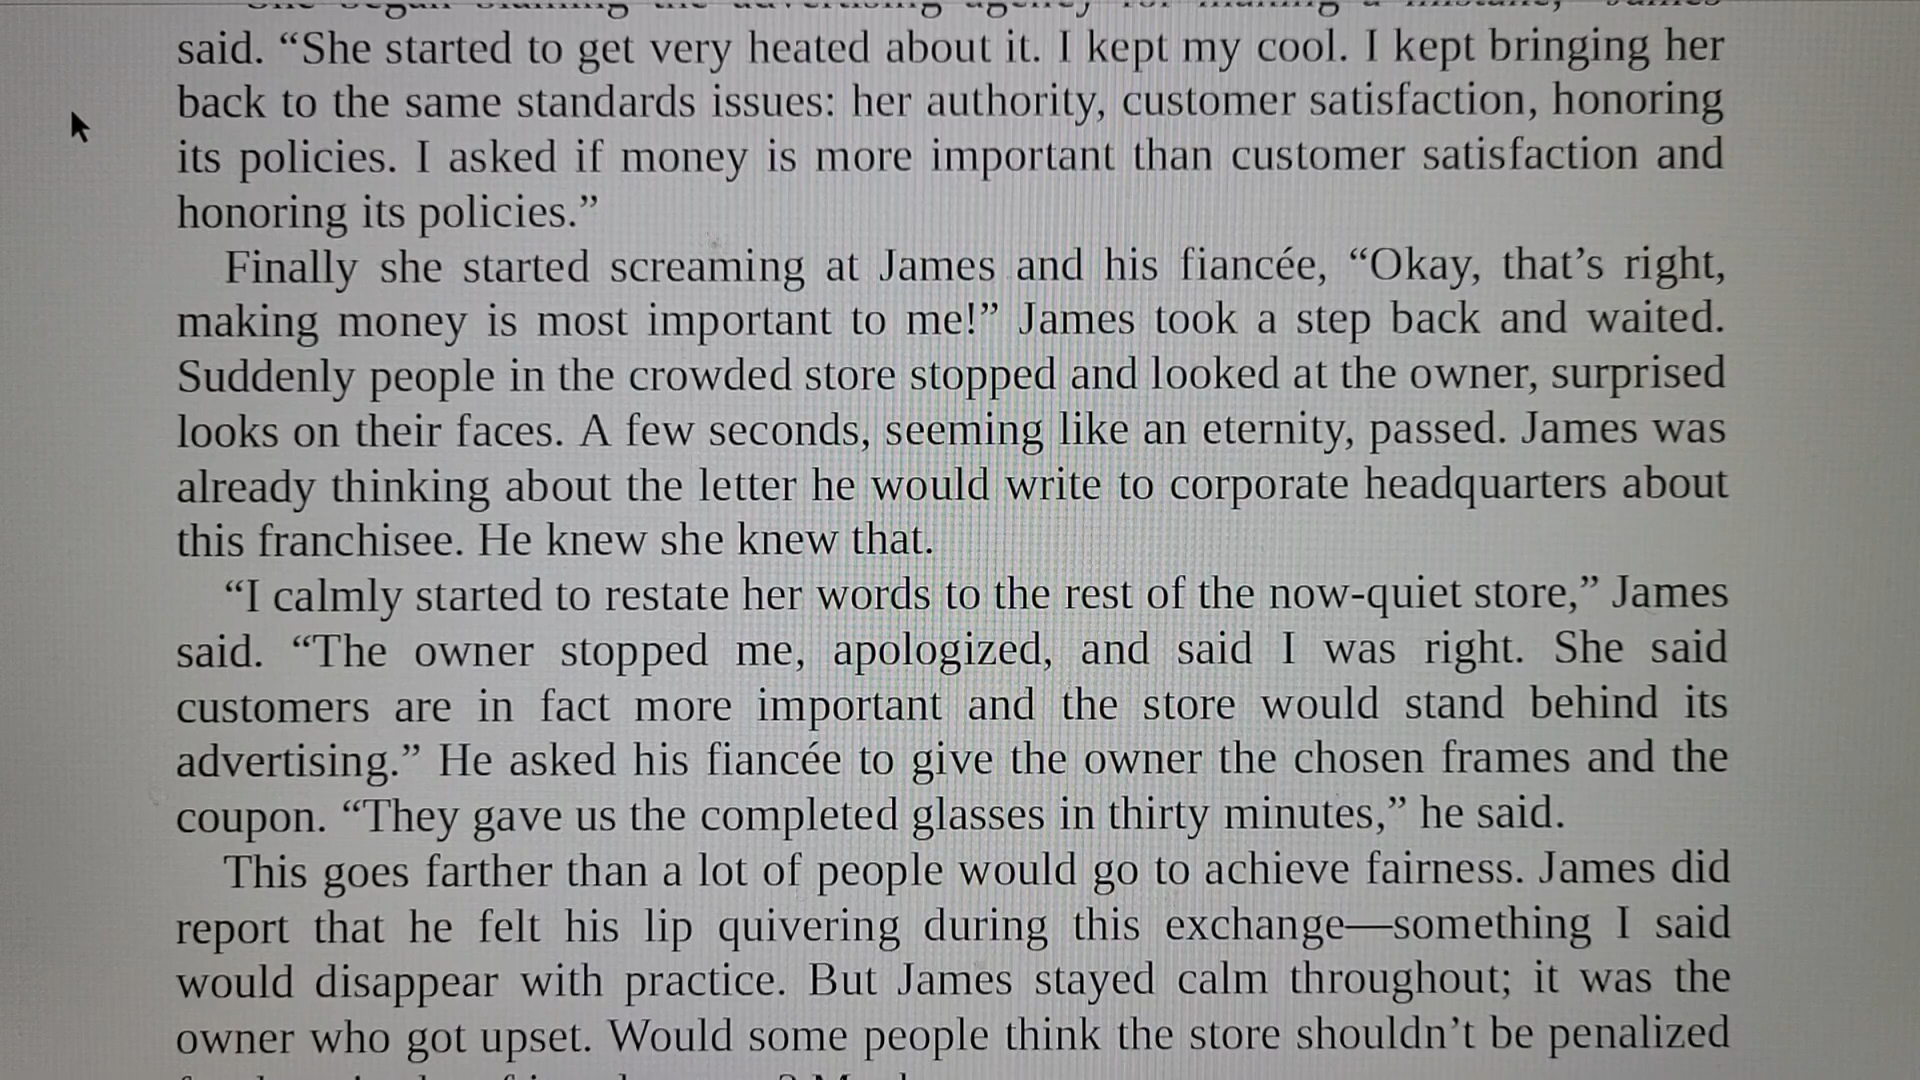 She began blaming the advertising agency for making a mistake,” James
said. “She started to get very heated about it. I kept my cool. I kept bringing her
back to the same standards issues: her authority, customer satisfaction, honoring
its policies. I asked if money is more important than customer satisfaction and
honoring its policies.”
Finally she started screaming at James and his fiancée, “Okay, that’s right,
making money is most important to me!” James took a step back and waited.
Suddenly people in the crowded store stopped and looked at the owner, surprised
looks on their faces. A few seconds, seeming like an eternity, passed. James was
already thinking about the letter he would write to corporate headquarters about
this franchisee. He knew she knew that.
“I calmly started to restate her words to the rest of the now-quiet store,” James
said. “The owner stopped me, apologized, and said I was right. She said
customers are in fact more important and the store would stand behind its
advertising.” He asked his fiancée to give the owner the chosen frames and the
coupon. “They gave us the completed glasses in thirty minutes,” he said.
This goes farther than a lot of people would go to achieve fairness. James did
report that he felt his lip quivering during this exchange—something I said
would disappear with practice. But James stayed calm throughout; it was the
owner who got upset. Would some people think the store shouldn’t be penalized